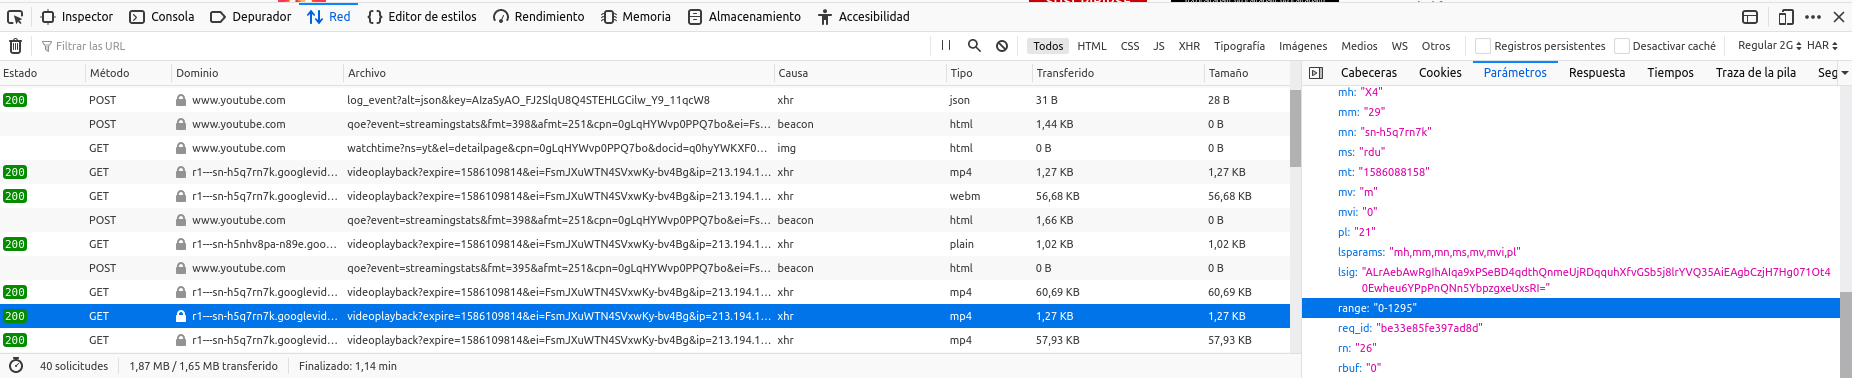 Inspector Consola Depurador Red Editor de estilos Rendimiento Memoria Almacenamiento Accesibilidad
Filtrar las URL Todos HTML CSS JS XHR Tipografía Imágenes Medios WS Otros Registros persistentes Desactivar caché Regular 2G HAR
Estado Método Dominio Archivo Causa Tipo Transferido Tamaño
200 POST www.youtube.com log_event?alt=json&key=AIzaSyAO_FJ2SlqU8Q4STEHLGCilw_Y9_11qcW8 xhr json 31 B 28 B
POST www.youtube.com qoe?event=streamingstats&fmt=398&afmt=251&cpn=0gLqHYWvp0PPQ7bo&ei=Fs... beacon html 1,44 KB 0 B
GET www.youtube.com watchtime?ns=yt&el=detailpage&cpn=0gLqHYWvp0PPQ7bo&docid=q0hyYWKXF0... img html 0 B 0 B
200 GET r1---sn-h5q7rn7k.googlevid... videoplayback?expire=1586109814&ei=FsmJXuWTN4SVxwKy-bv4Bg&ip=213.194.1... xhr mp4 1,27 KB 1,27 KB
200 GET r1---sn-h5q7rn7k.googlevid... videoplayback?expire=1586109814&ei=FsmJXuWTN4SVxwKy-bv4Bg&ip=213.194.1... xhr webm 56,68 KB 56,68 KB
POST www.youtube.com qoe?event=streamingstats&fmt=398&afmt=251&cpn=0gLqHYWvp0PPQ7bo&ei=Fs... beacon html 1,66 KB 0 B
200 GET r1---sn-h5nhv8pa-n89e.goo... videoplayback?expire=1586109814&ei=FsmJXuWTN4SVxwKy-bv4Bg&ip=213.194.1... xhr plain 1,02 KB 1,02 KB
POST www.youtube.com qoe?event=streamingstats&fmt=395&afmt=251&cpn=0gLqHYWvp0PPQ7bo&ei=Fs... beacon html 0 B 0 B
200 GET r1---sn-h5q7rn7k.googlevid... videoplayback?expire=1586109814&ei=FsmJXuWTN4SVxwKy-bv4Bg&ip=213.194.1... xhr mp4 60,69 KB 60,69 KB
200 GET r1---sn-h5q7rn7k.googlevid... videoplayback?expire=1586109814&ei=FsmJXuWTN4SVxwKy-bv4Bg&ip=213.194.1... xhr mp4 1,27 KB 1,27 KB
200 GET r1---sn-h5q7rn7k.googlevid... videoplayback?expire=1586109814&ei=FsmJXuWTN4SVxwKy-bv4Bg&ip=213.194.1... xhr mp4 57,93 KB 57,93 KB
40 solicitudes 1,87 MB / 1,65 MB transferido Finalizado: 1,14 min
Cabeceras Cookies Parámetros Respuesta Tiempos Traza de la pila Seg
mh: "X4"
mm: "29"
mn: "sn-h5q7rn7k"
ms: "rdu"
mt: "1586088158"
mv: "m"
mvi: "0"
pl: "21"
lsparams: "mh,mm,mn,ms,mv,mvi,pl"
lsig: "ALrAebAwRgIhAIqa9xPSeBD4qdthQnmeUjRDqquhXfvGSb5j8lrYVQ35AiEAgbCzjH7Hg071Ot4
0Ewheu6YPpPnQNn5YbpzgxeUxsRI="
range: "0-1295"
req_id: "be33e85fe397ad8d"
rn: "26"
rbuf: "0"